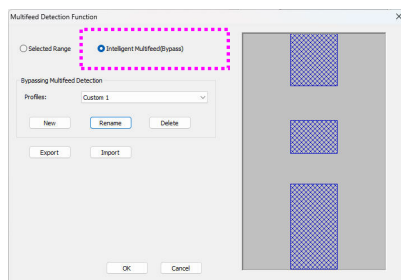 Multifeed Detection Function
Selected Range
Intelligent Multifeed(Bypass)
Bypassing Multifeed Detection
Profiles:
Custom 1
New
Rename
Delete
Export
Import
OK
Cancel